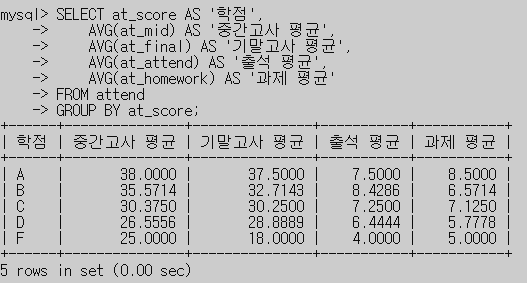 mysql> SELECT at_score AS '학점',
    ->     AVG(at_mid) AS '중간고사 평균',
    ->     AVG(at_final) AS '기말고사 평균',
    ->     AVG(at_attend) AS '출석 평균',
    ->     AVG(at_homework) AS '과제 평균'
    -> FROM attend
    -> GROUP BY at_score;
| 학점 | 중간고사 평균 | 기말고사 평균 | 출석 평균 | 과제 평균 |
| A | 38.0000 | 37.5000 | 7.5000 | 8.5000 |
| B | 35.5714 | 32.7143 | 8.4286 | 6.5714 |
| C | 30.3750 | 30.2500 | 7.2500 | 7.1250 |
| D | 26.5556 | 28.8889 | 6.4444 | 5.7778 |
| F | 25.0000 | 18.0000 | 4.0000 | 5.0000 |
5 rows in set (0.00 sec)